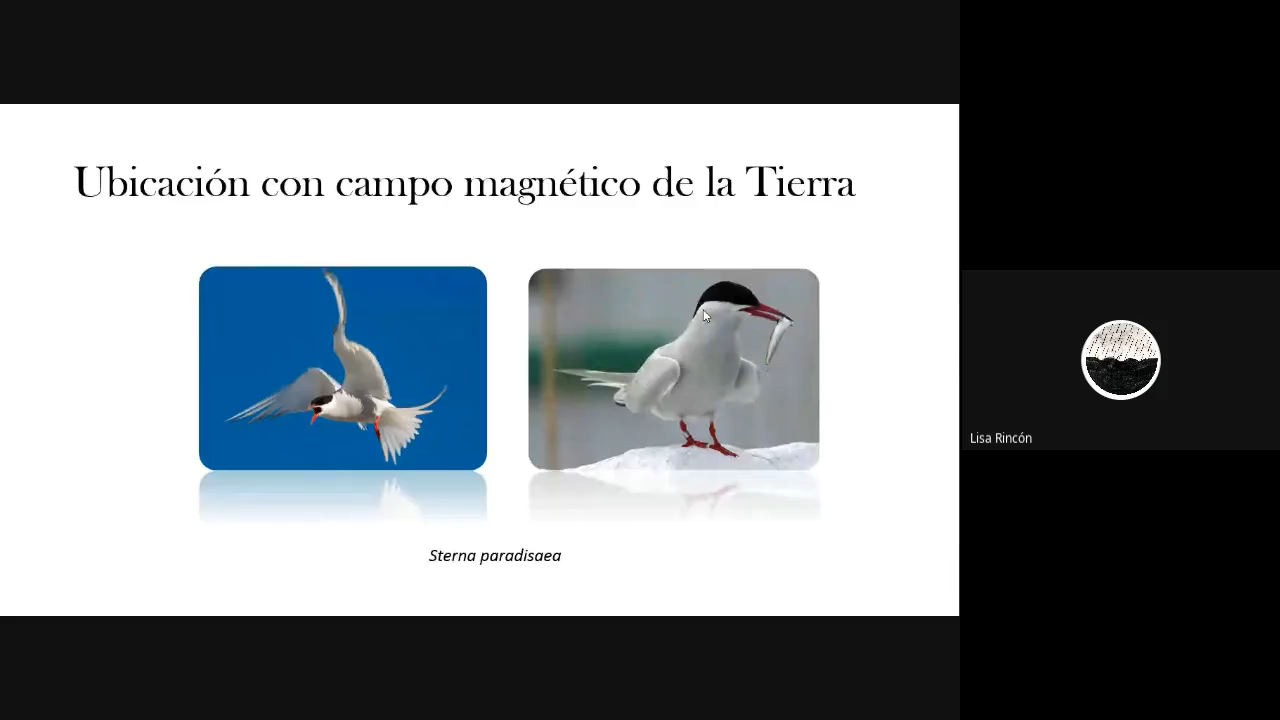 Ubicación con campo magnético de la Tierra
Sterna paradisaea
Lisa Rincón